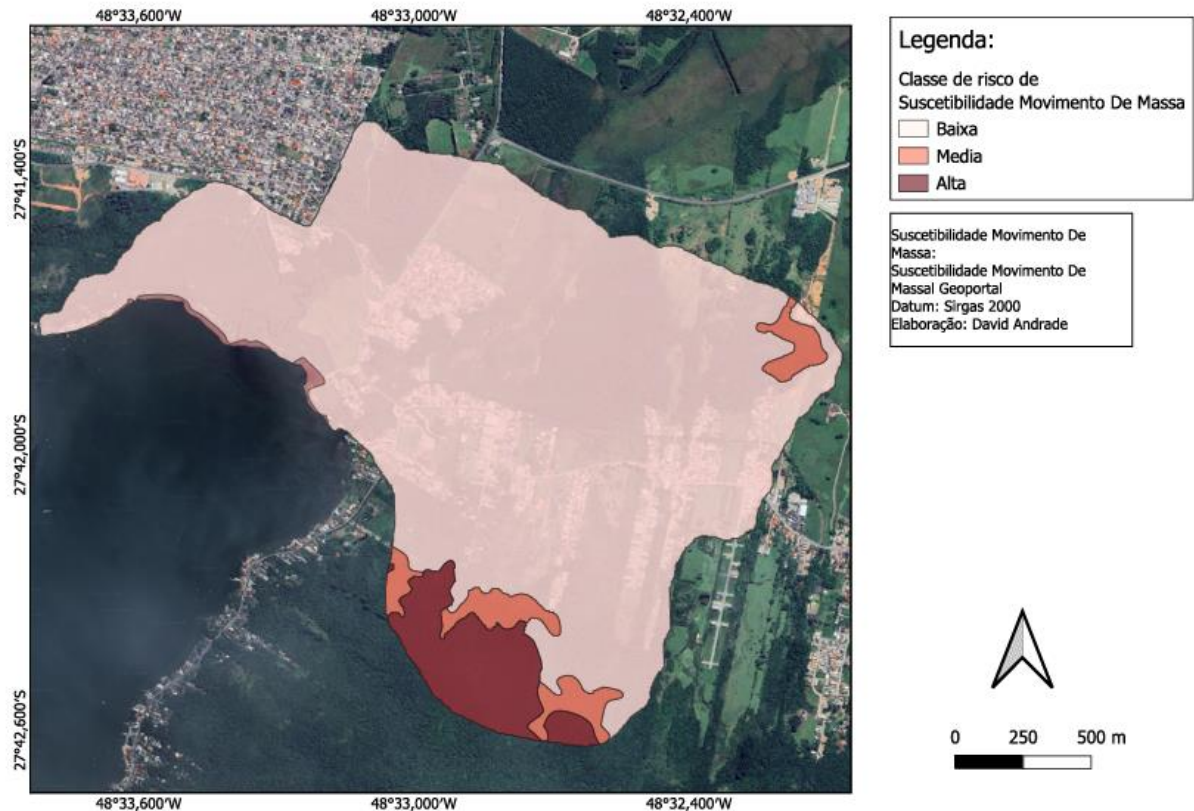 48°33,600'W 48°33,000'W 48°32,400'W
27°41,400'S
27°42,000'S
27°42,600'S
48°33,600'W 48°33,000'W 48°32,400'W
Legenda:
Classe de risco de
Suscetibilidade Movimento De Massa
Baixa
Media
Alta
Suscetibilidade Movimento De
Massa:
Suscetibilidade Movimento De
Massal Geoportal
Datum: Sirgas 2000
Elaboração: David Andrade
0 250 500 m